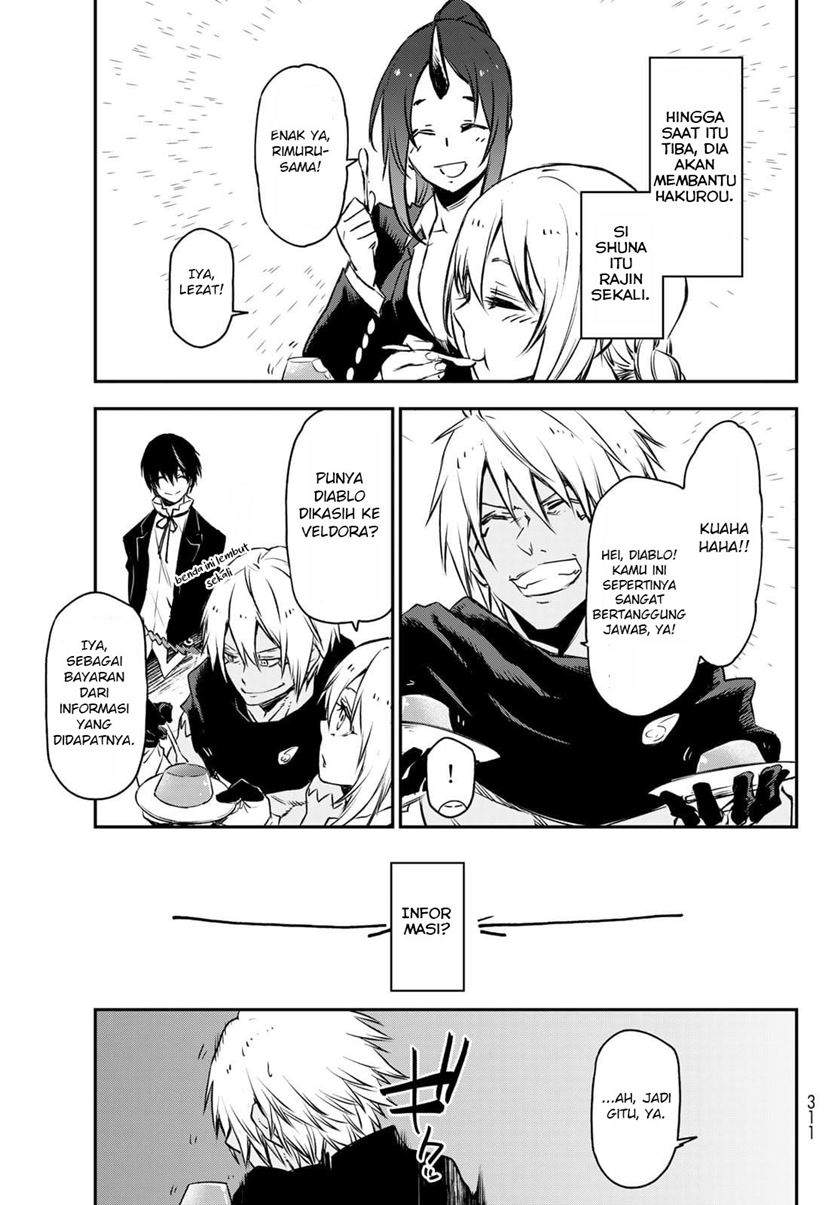 HINGGA
SAAT ITU
TIBA, DIA
AKAN
MEMBANTU
HAKUROU.
SI
SHUNA
ITU
RAJIN
SEKALI.
ENAK YA,
RIMURU-
SAMA!
IYA,
LEZAT!
KUAHA
HAHA!!
HEI, DIABLO!
KAMU INI
SEPERTINYA
SANGAT
BERTANGGUNG
JAWAB, YA!
!
PUNYA
DIABLO
DIKASIH KE
VELDORA?
benda ini lembut
sekali
IYA,
SEBAGAI
BAYARAN
DARI
INFORMASI
YANG
DIDAPATNYA.
INFOR
MASI?
...AH, JADI
GITU, YA.
ギク
311